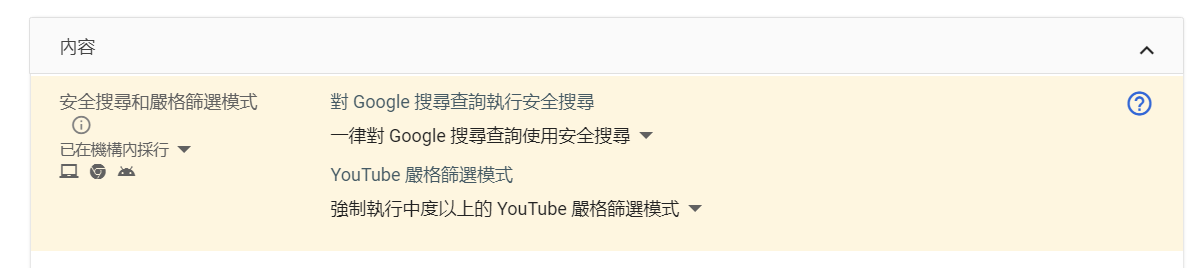 內容
安全搜尋和嚴格篩選模式
已在機構內採行
對 Google 搜尋查詢執行安全搜尋
一律對 Google 搜尋查詢使用安全搜尋
YouTube 嚴格篩選模式
強制執行中度以上的 YouTube 嚴格篩選模式